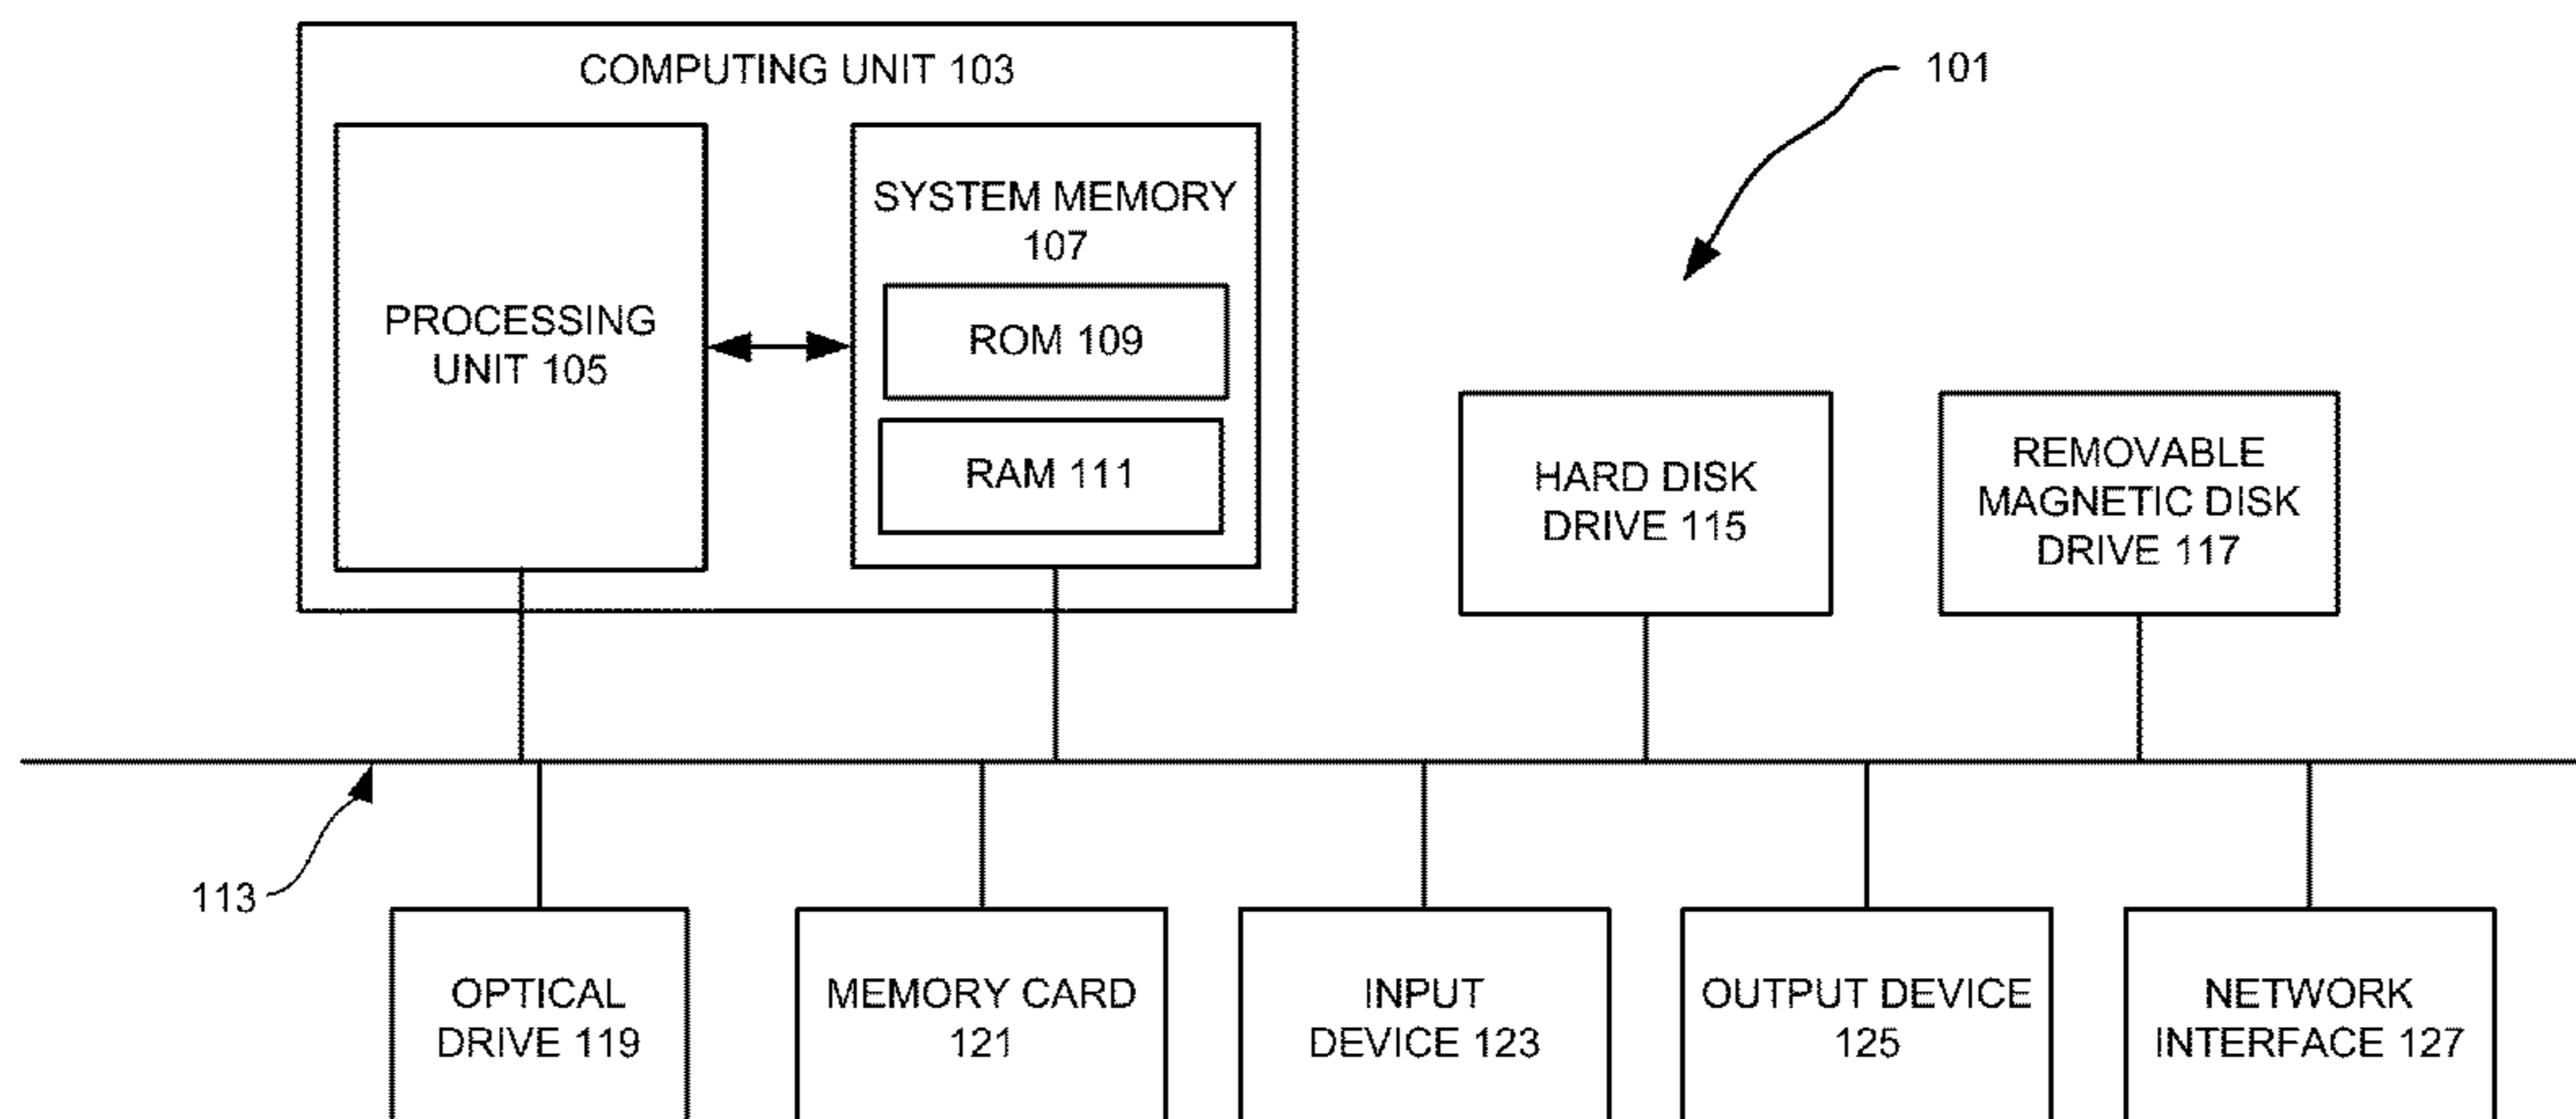 COMPUTING UNIT 103
101
PROCESSING
UNIT 105
SYSTEM MEMORY
107
ROM 109
RAM 111
HARD DISK
DRIVE 115
REMOVABLE
MAGNETIC DISK
DRIVE 117
113
OPTICAL
DRIVE 119
MEMORY CARD
121
INPUT
DEVICE 123
OUTPUT DEVICE
125
NETWORK
INTERFACE 127